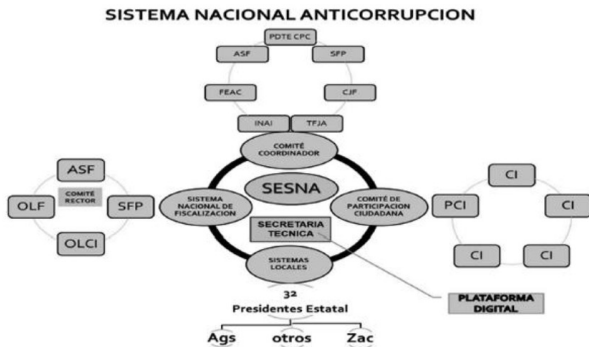 SISTEMA NACIONAL ANTICORRUPCION
PDTE CPC
ASF
SFP
FEAC
CJF
INAI
TFJA
COMITÉ
COORDINADOR
ASF
COMITÉ
RECTOR
OLF
SFP
OLCI
SISTEMA
NACIONAL DE
FISCALIZACION
SESNA
SECRETARIA
TECNICA
COMITÉ DE
PARTICIPACION
CIUDADANA
PCI
CI
CI
CI
CI
SISTEMAS
LOCALES
PLATAFORMA
DIGITAL
32
Presidentes Estatal
Ags
otros
Zac